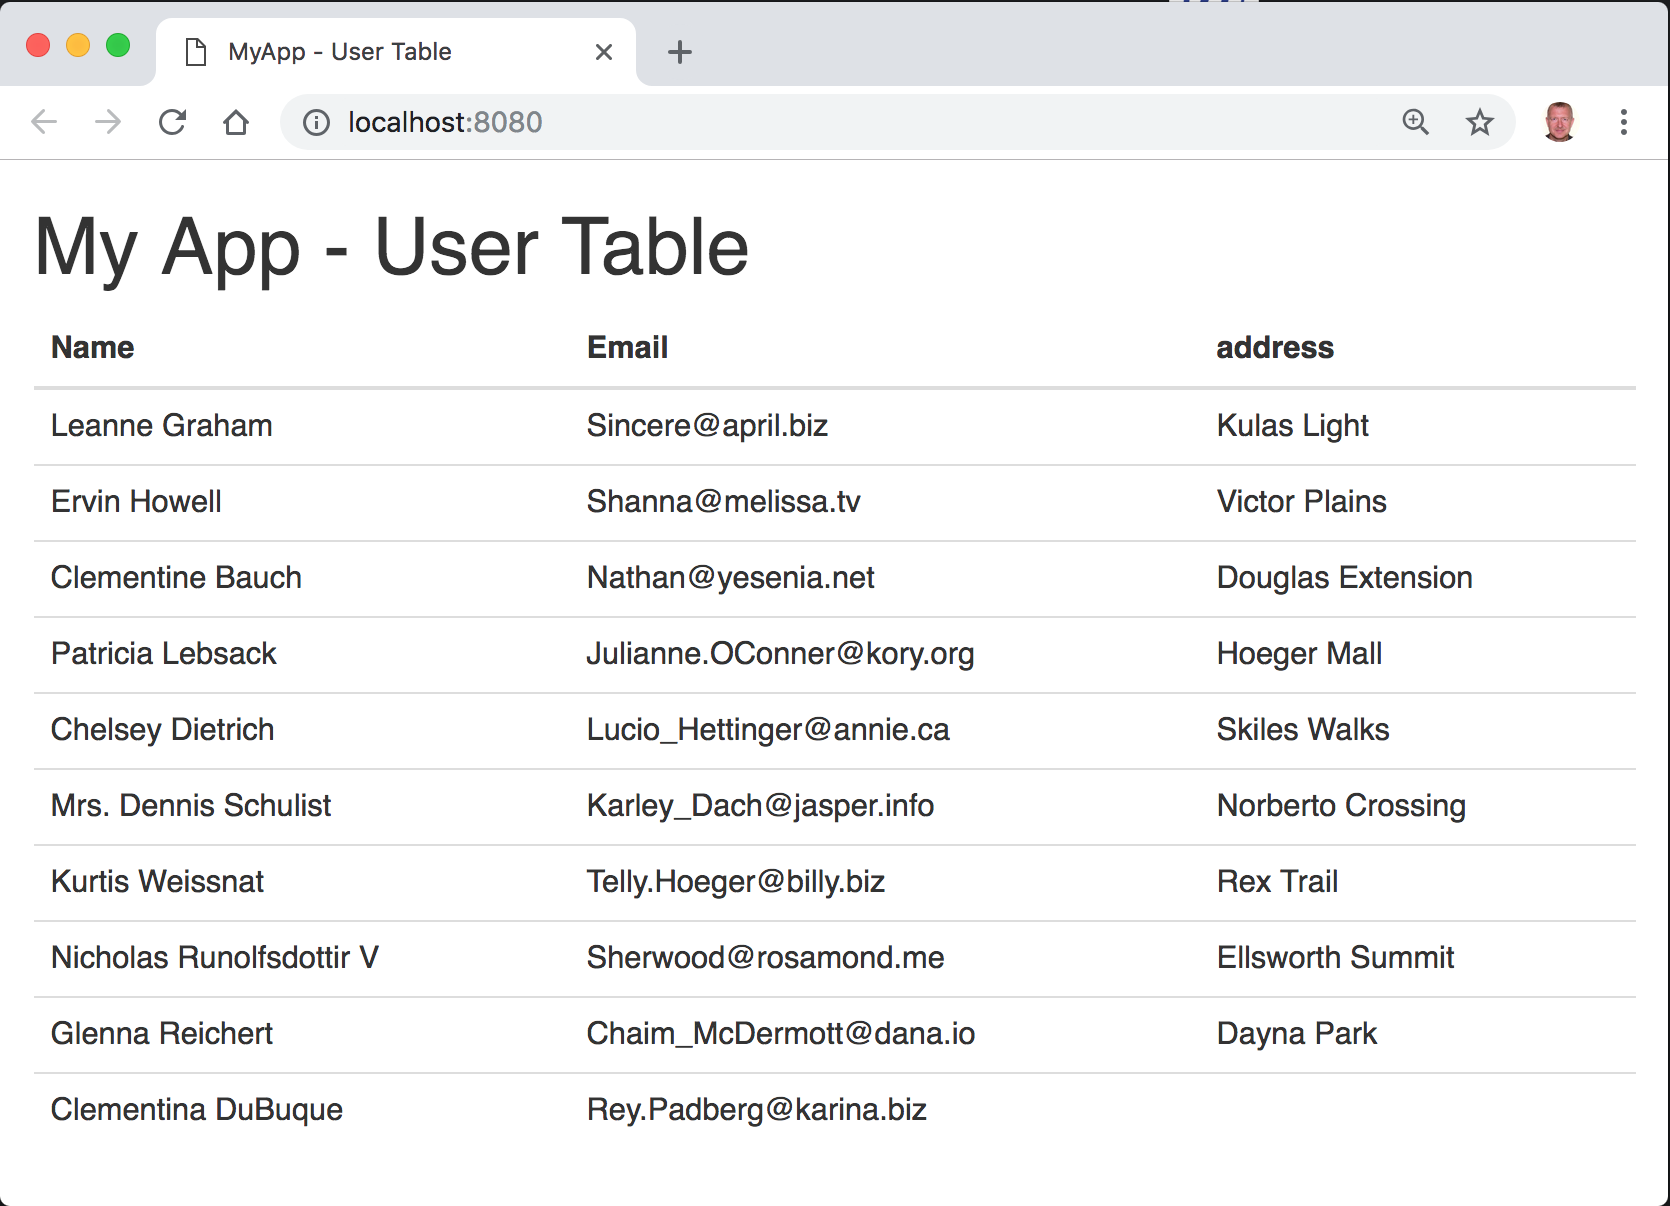 MyApp - User Table
localhost:8080
My App - User Table
Name Email address
Leanne Graham Sincere@april.biz Kulas Light
Ervin Howell Shanna@melissa.tv Victor Plains
Clementine Bauch Nathan@yesenia.net Douglas Extension
Patricia Lebsack Julianne.OConner@kory.org Hoeger Mall
Chelsey Dietrich Lucio_Hettinger@annie.ca Skiles Walks
Mrs. Dennis Schulist Karley_Dach@jasper.info Norberto Crossing
Kurtis Weissnat Telly.Hoeger@billy.biz Rex Trail
Nicholas Runolfsdottir V Sherwood@rosamond.me Ellsworth Summit
Glenna Reichert Chaim_McDermott@dana.io Dayna Park
Clementina DuBuque Rey.Padberg@karina.biz